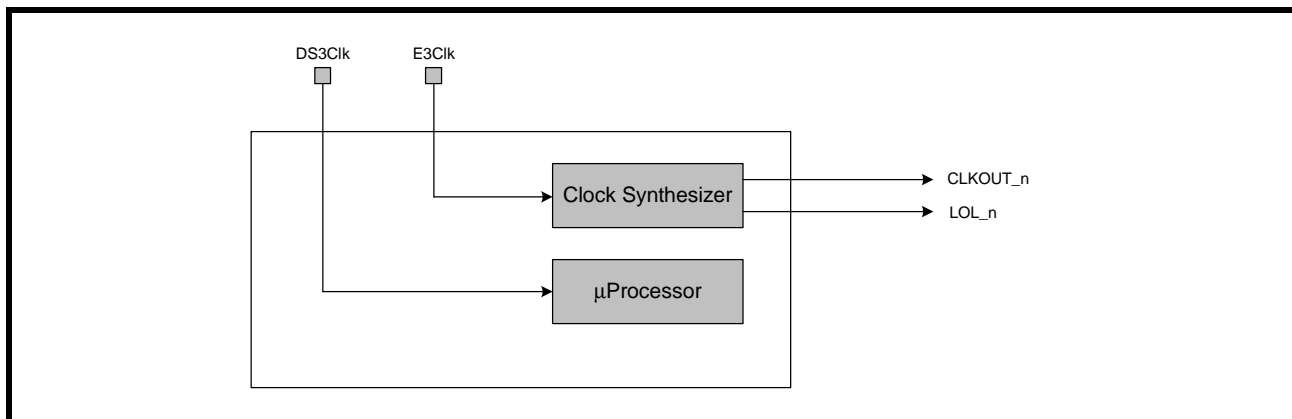 DS3Clk
E3Clk
Clock Synthesizer
CLKOUT_n
LOL_n
μProcessor